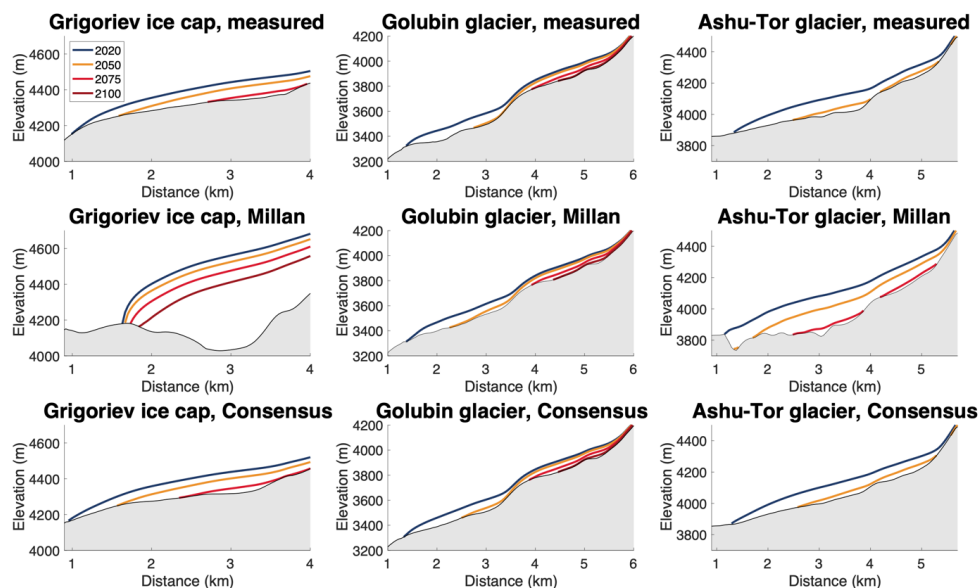 Grigoriev ice cap, measured
Golubin glacier, measured
Ashu-Tor glacier, measured
Elevation (m)
4600
4400
4200
4000
2020
2050
2075
2100
1 2 3 4
Distance (km)
Elevation (m)
4200
4000
3800
3600
3400
3200
1 2 3 4 5 6
Distance (km)
Elevation (m)
4400
4200
4000
3800
1 2 3 4 5
Distance (km)
Grigoriev ice cap, Millan
Golubin glacier, Millan
Ashu-Tor glacier, Millan
Elevation (m)
4600
4400
4200
4000
1 2 3 4
Distance (km)
Elevation (m)
4200
4000
3800
3600
3400
3200
1 2 3 4 5 6
Distance (km)
Elevation (m)
4400
4200
4000
3800
1 2 3 4 5
Distance (km)
Grigoriev ice cap, Consensus
Golubin glacier, Consensus
Ashu-Tor glacier, Consensus
Elevation (m)
4600
4400
4200
4000
1 2 3 4
Distance (km)
Elevation (m)
4200
4000
3800
3600
3400
3200
1 2 3 4 5 6
Distance (km)
Elevation (m)
4400
4200
4000
3800
1 2 3 4 5
Distance (km)